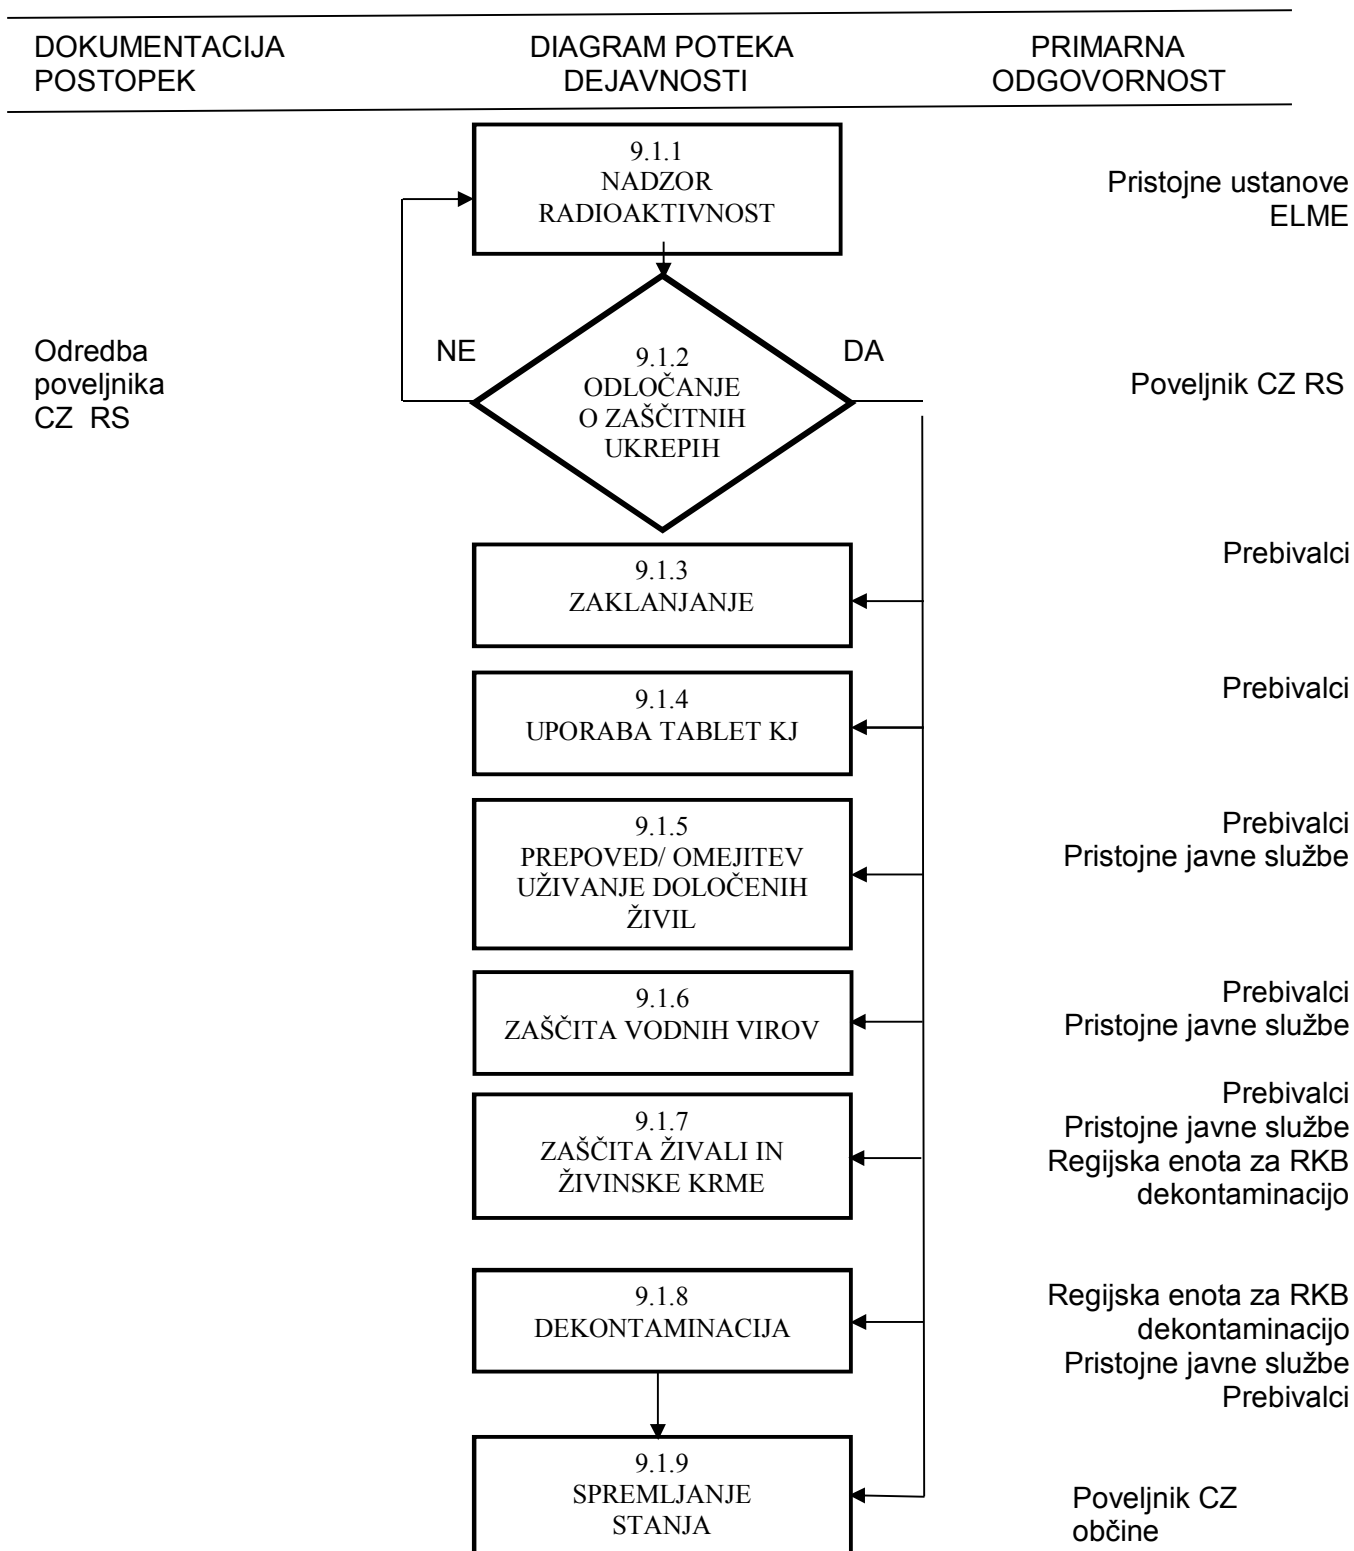 DOKUMENTACIJA
POSTOPEK
DIAGRAM POTEKA
DEJAVNOSTI
PRIMARNA
ODGOVORNOST
9.1.1
NADZOR
RADIOAKTIVNOST
Pristojne ustanove
ELME
Odredba
poveljnika
CZ RS
NE
9.1.2
ODLOČANJE
O ZAŠČITNIH
UKREPIH
DA
Poveljnik CZ RS
9.1.3
ZAKLANJANJE
Prebivalci
9.1.4
UPORABA TABLET KJ
Prebivalci
9.1.5
PREPOVED/ OMEJITEV
UŽIVANJE DOLOČENIH
ŽIVIL
Prebivalci
Pristojne javne službe
9.1.6
ZAŠČITA VODNIH VIROV
Prebivalci
Pristojne javne službe
9.1.7
ZAŠČITA ŽIVALI IN
ŽIVINSKE KRME
Prebivalci
Pristojne javne službe
Regijska enota za RKB
dekontaminacijo
9.1.8
DEKONTAMINACIJA
Regijska enota za RKB
dekontaminacijo
Pristojne javne službe
Prebivalci
9.1.9
SPREMLJANJE
STANJA
Poveljnik CZ
občine